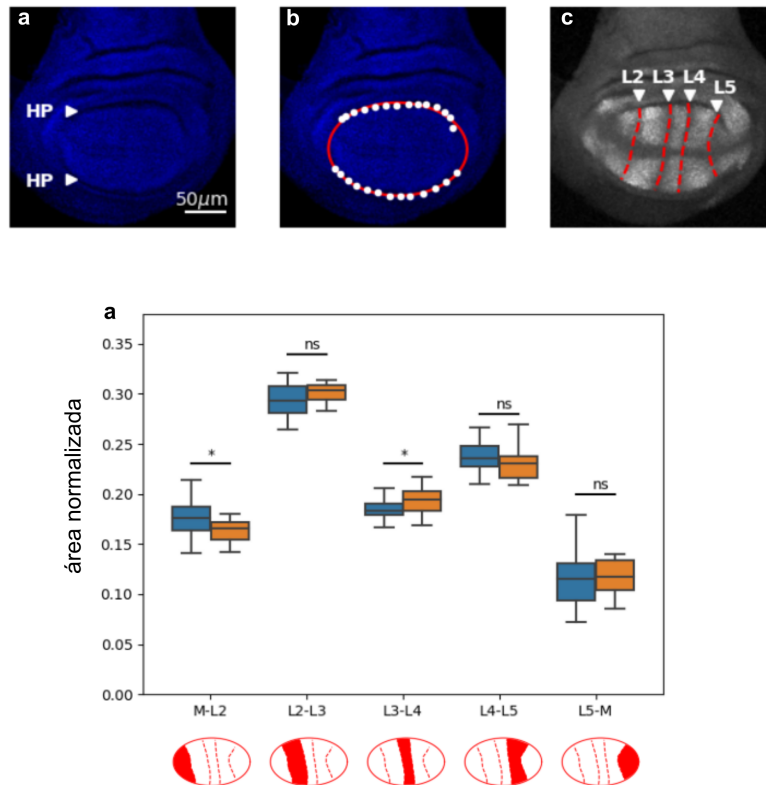 a
b
c
HP
HP
50µm
L2 L3 L4 L5
a
área normalizada
0.35
0.30
0.25
0.20
0.15
0.10
0.05
0.00
*
ns
*
ns
ns
M-L2 L2-L3 L3-L4 L4-L5 L5-M